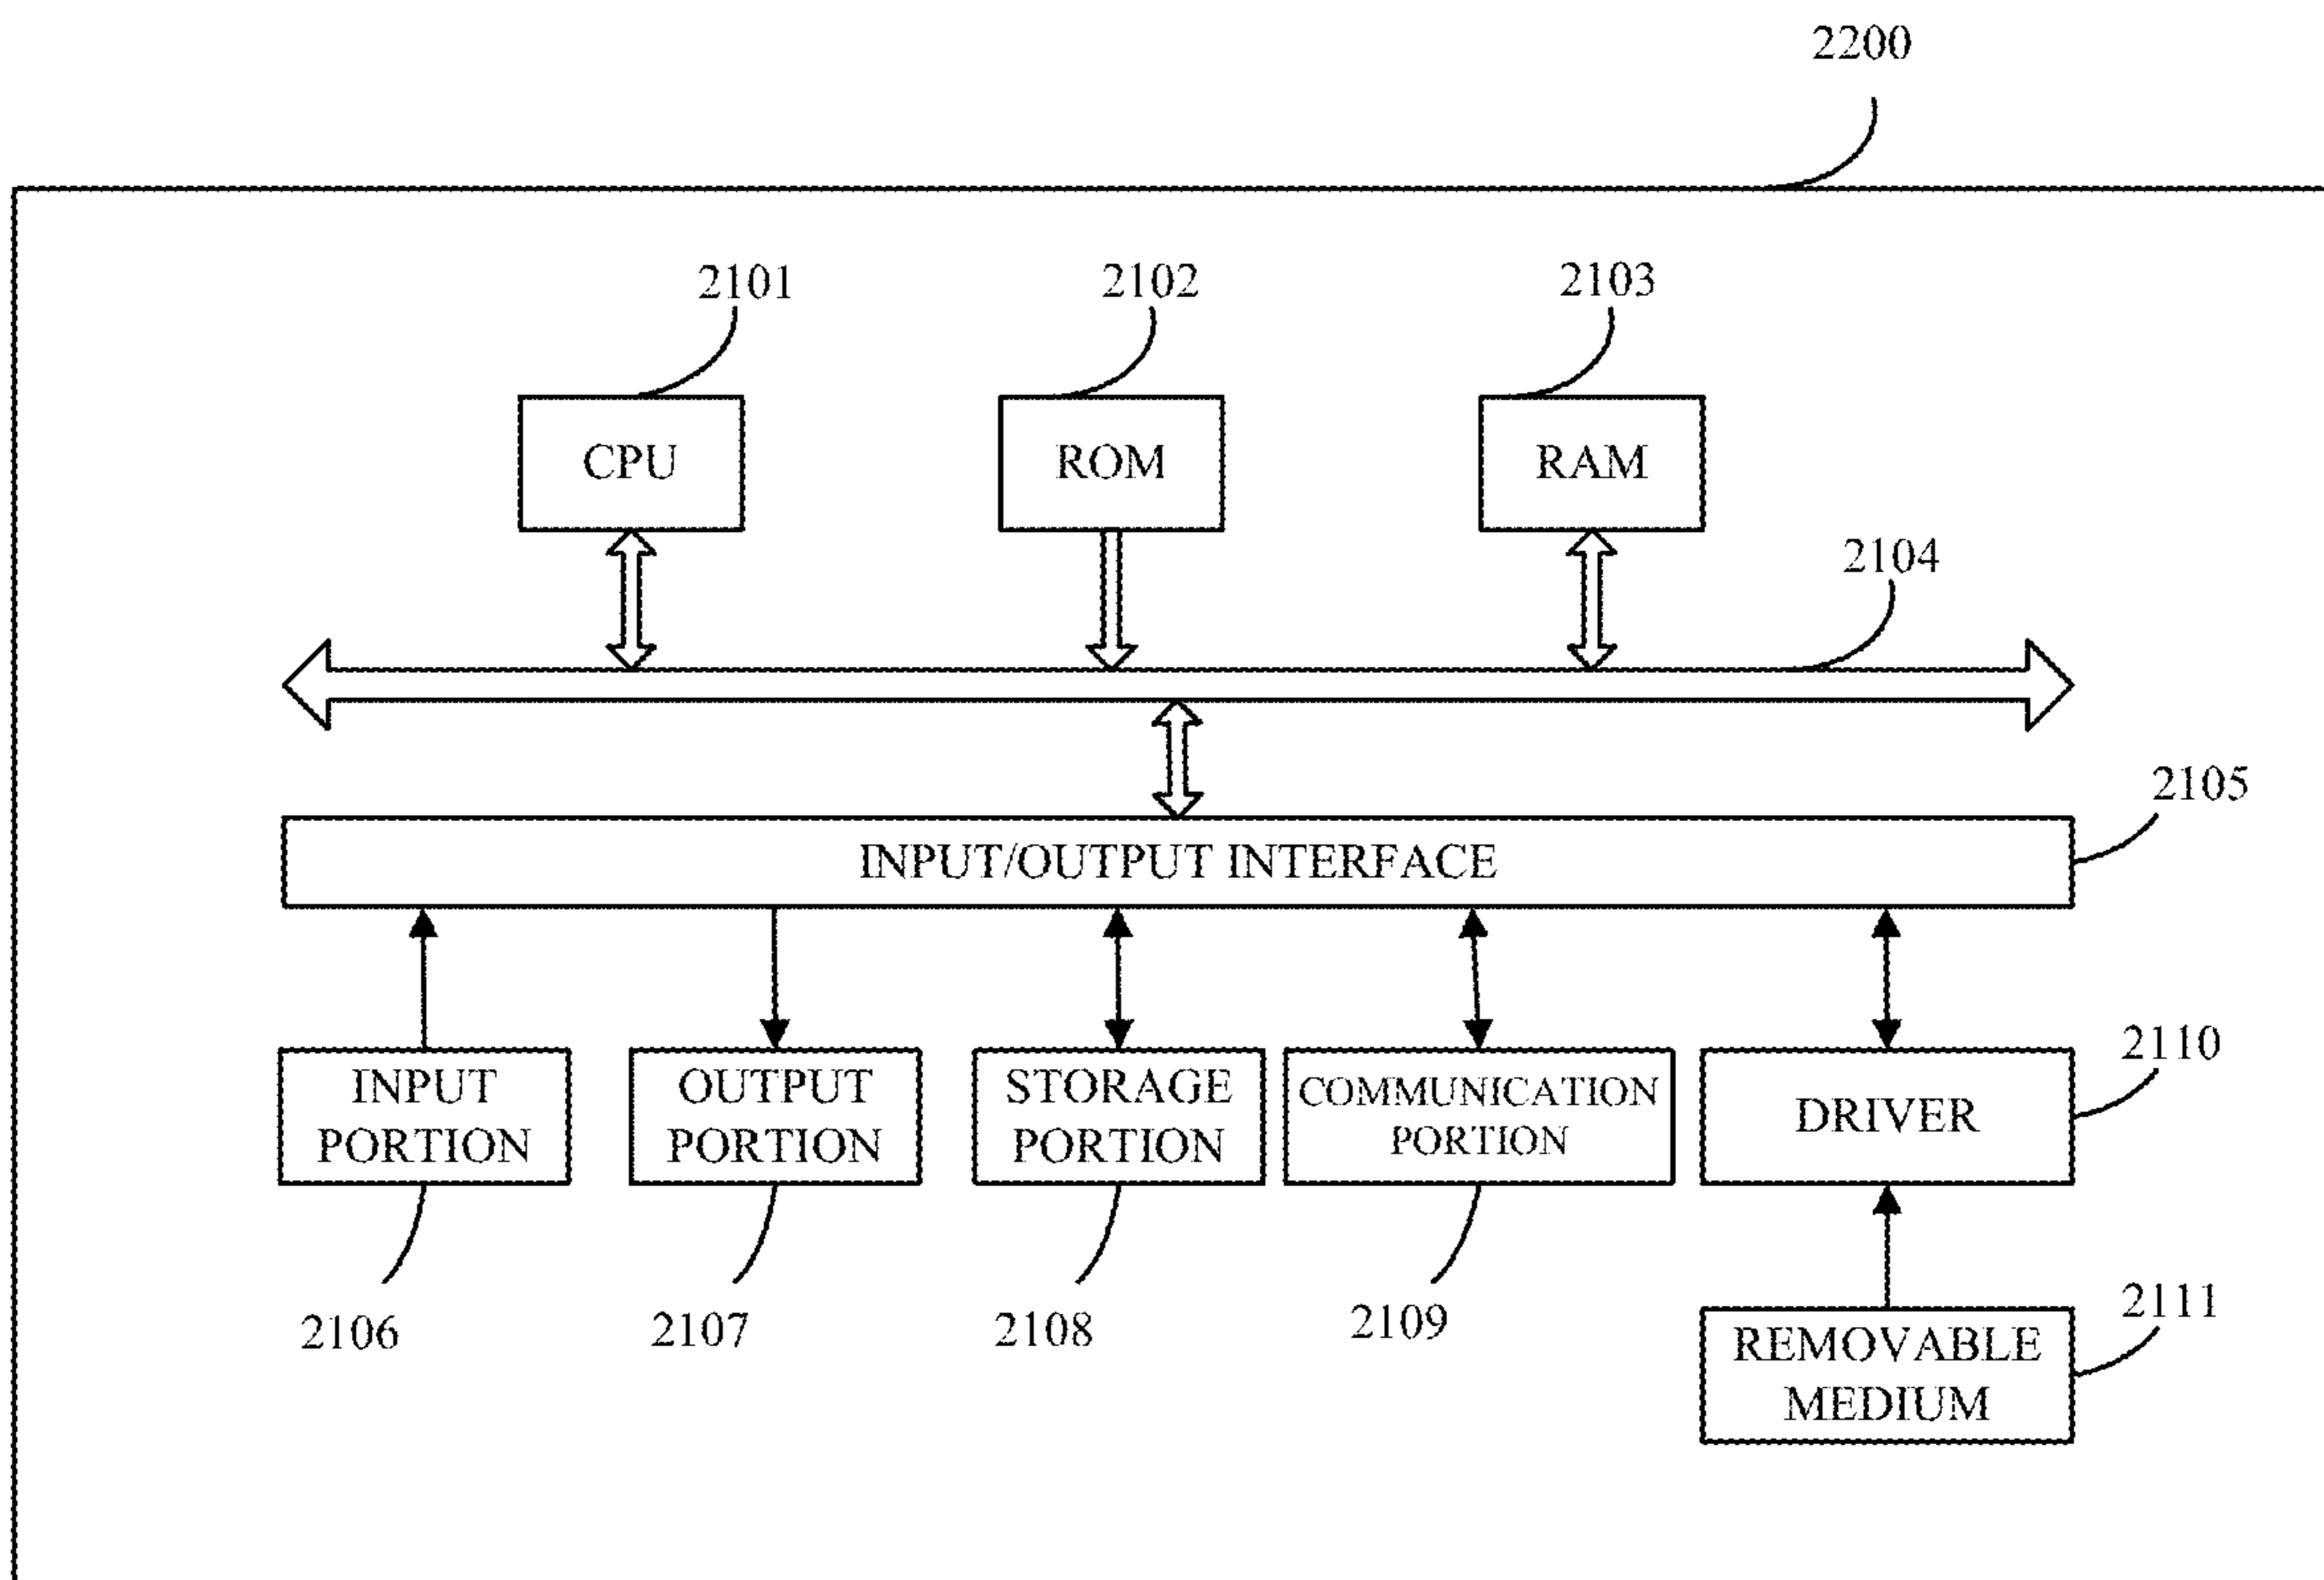 2200
2101
2102
2103
CPU
ROM
RAM
2104
2105
INPUT/OUTPUT INTERFACE
2110
INPUT
PORTION
OUTPUT
PORTION
STORAGE
PORTION
COMMUNICATION
PORTION
DRIVER
2106
2107
2108
2109
2111
REMOVABLE
MEDIUM